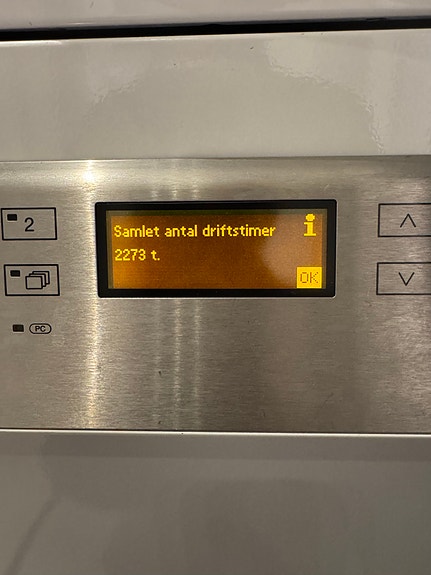 Samlet antal driftstimer i
2273 t.
OK
2
PC